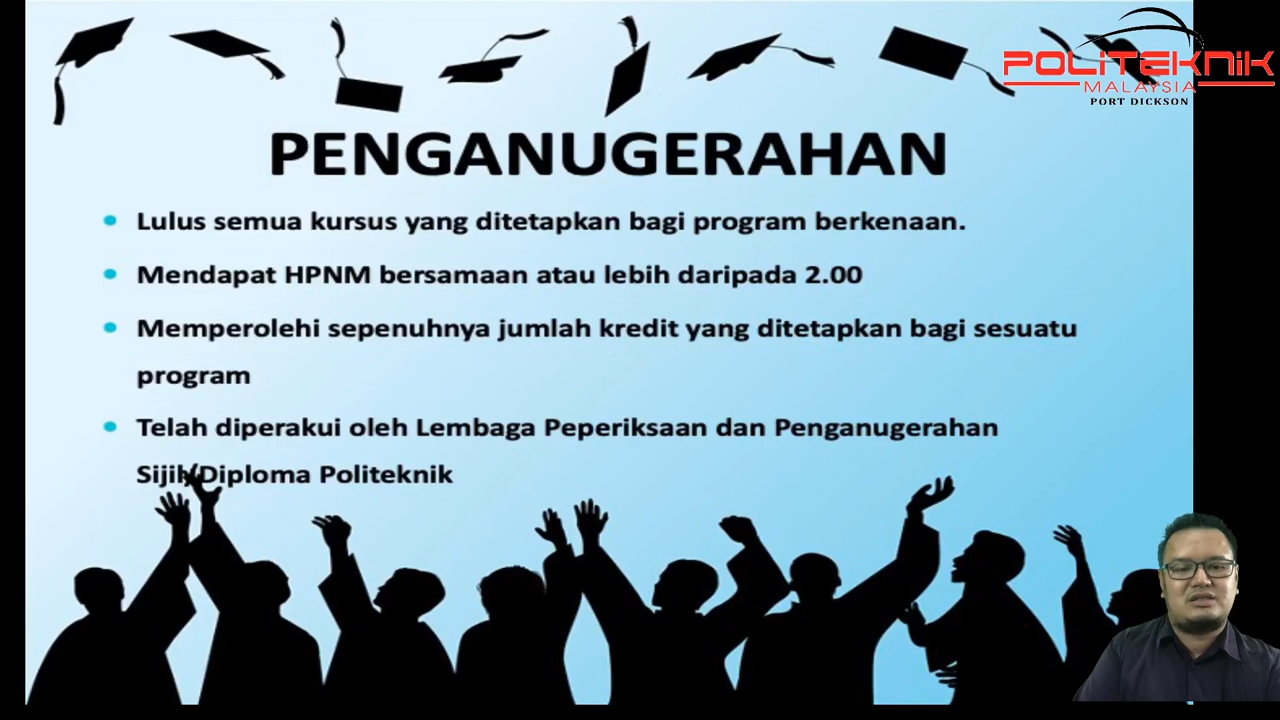 POLITEKNIK
MALAYSIA
PORT DICKSON
PENGANUGERAHAN
Lulus semua kursus yang ditetapkan bagi program berkenaan.
Mendapat HPNM bersamaan atau lebih daripada 2.00
Memperolehi sepenuhnya jumlah kredit yang ditetapkan bagi sesuatu
program
Telah diperakui oleh Lembaga Peperiksaan dan Penganugerahan
Sijil/Diploma Politeknik